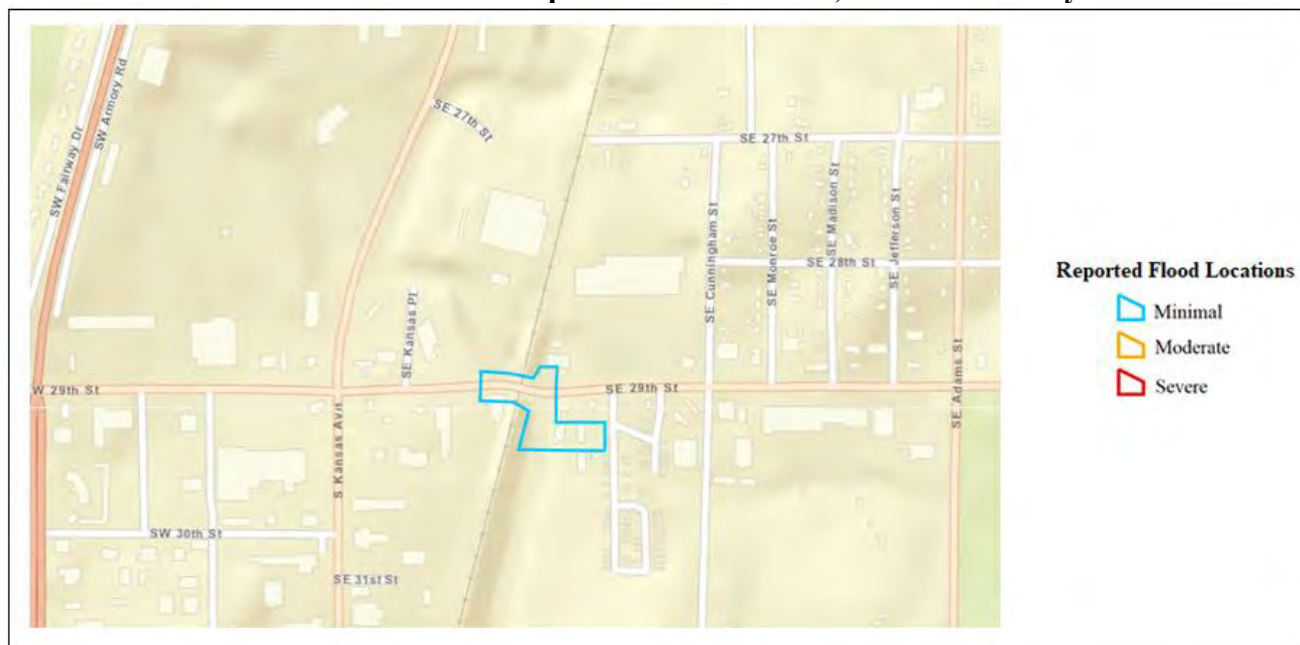 SW Fairway Dr
SW Armory Rd
SE 27th St
SE 27th St
SE Cunningham St
SE Monroe St
SE Madison St
SE Jefferson St
SE 28th St
SE Kansas Pl
W 29th St
SE 29th St
SE Adams St
S Kansas Ave
SW 30th St
SE 31st St
Reported Flood Locations
Minimal
Moderate
Severe